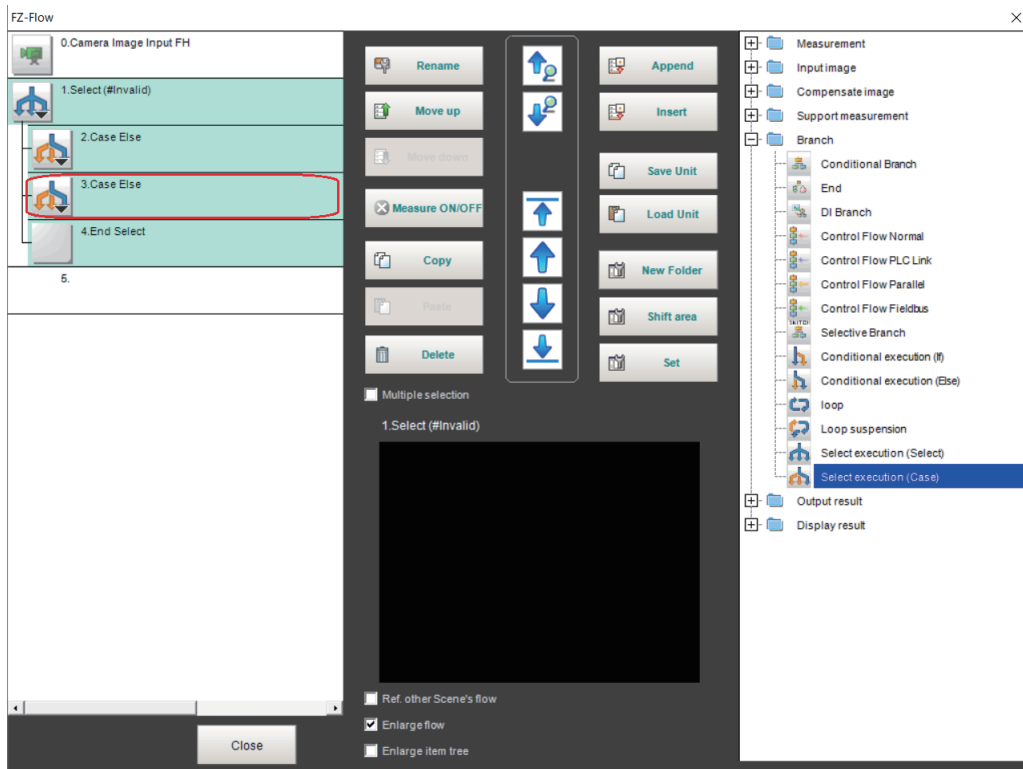 FZ-Flow
0.Camera Image Input FH
1.Select (#Invalid)
2.Case Else
3.Case Else
4.End Select
5.
Close
Rename
Move up
Move down
Measure ON/OFF
Copy
Paste
Delete
Append
Insert
Save Unit
Load Unit
New Folder
Shift area
Set
Multiple selection
1.Select (#Invalid)
Ref. other Scene's flow
Enlarge flow
Enlarge item tree
Measurement
Input image
Compensate image
Support measurement
Branch
Conditional Branch
End
DI Branch
Control Flow Normal
Control Flow PLC Link
Control Flow Parallel
Control Flow Fieldbus
Selective Branch
Conditional execution (If)
Conditional execution (Else)
loop
Loop suspension
Select execution (Select)
Select execution (Case)
Output result
Display result